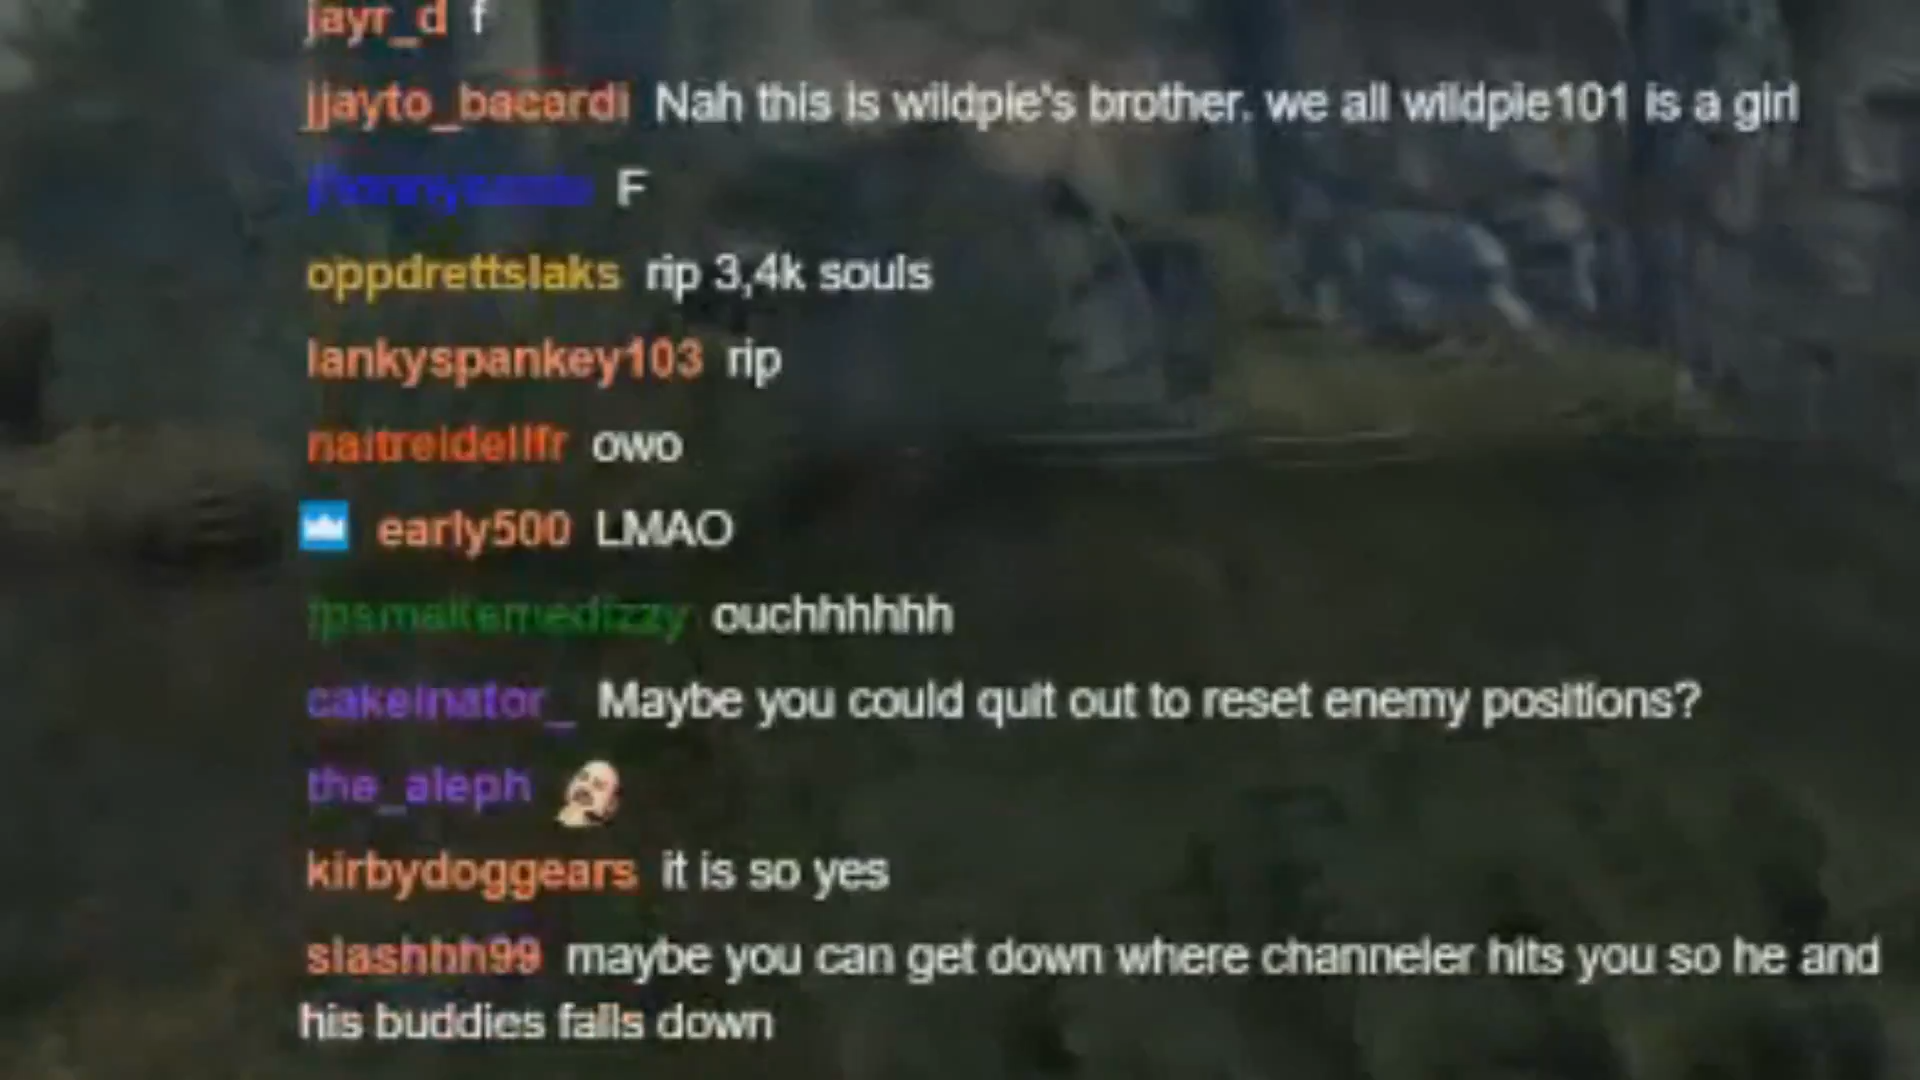 jayr_d f
jjayto_bacardi Nah this is wildpie's brother. we all wildpie101 is a girl
F
oppdrettslaks rip 3,4k souls
lankyspankey103 rip
naitreidellfr owo
early500 LMAO
fpsmakemedizzy ouchhhhhh
cakeinator_ Maybe you could quit out to reset enemy positions?
the_aleph
kirbydoggears it is so yes
slashhh99 maybe you can get down where channeler hits you so he and
his buddies falls down